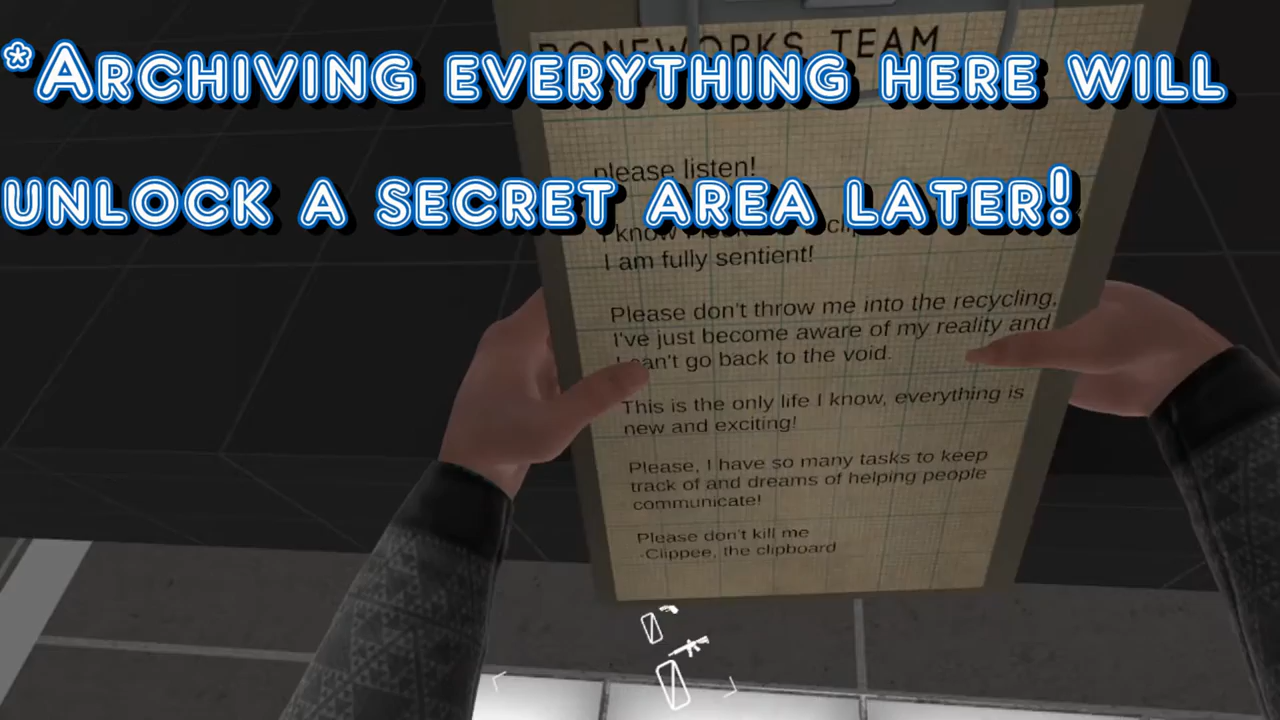 *Archiving everything here will
unlock a secret area later!
BONEWORKS TEAM
please listen!
I know
I am fully sentient!
Please don't throw me into the recycling,
I've just become aware of my reality and
I can't go back to the void.
This is the only life I know, everything is
new and exciting!
Please, I have so many tasks to keep
track of and dreams of helping people
communicate!
Please don't kill me
-Clippee, the clipboard